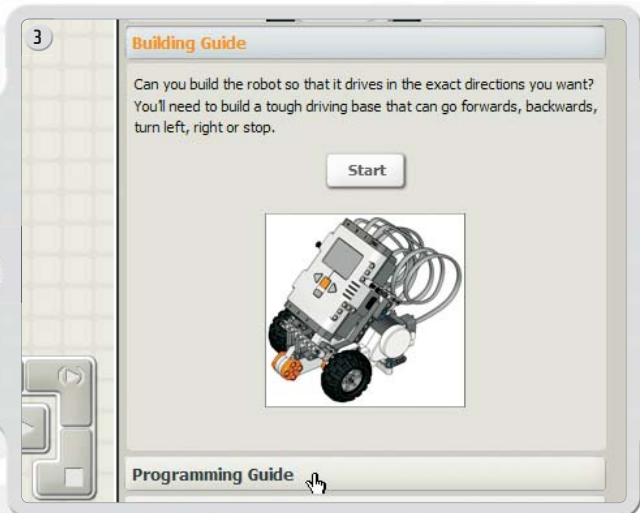 3
Building Guide
Can you build the robot so that it drives in the exact directions you want?
You'll need to build a tough driving base that can go forwards, backwards,
turn left, right or stop.
Start
Programming Guide